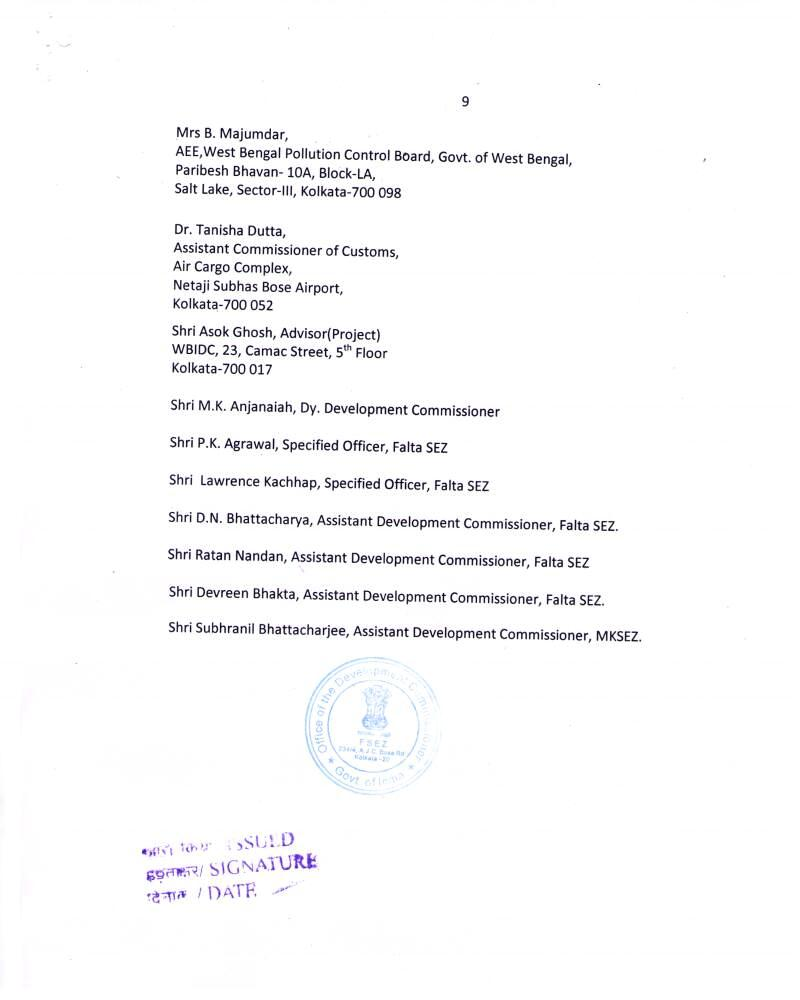 9
Mrs B. Majumdar,
AEE,West Bengal Pollution Control Board, Govt. of West Bengal,
Paribesh Bhavan- 10A, Block-LA,
Salt Lake, Sector-III, Kolkata-700 098
Dr. Tanisha Dutta,
Assistant Commissioner of Customs,
Air Cargo Complex,
Netaji Subhas Bose Airport,
Kolkata-700 052
Shri Asok Ghosh, Advisor(Project)
WBIDC, 23, Camac Street, 5th Floor
Kolkata-700 017
Shri M.K. Anjanaiah, Dy. Development Commissioner
Shri P.K. Agrawal, Specified Officer, Falta SEZ
Shri Lawrence Kachhap, Specified Officer, Falta SEZ
Shri D.N. Bhattacharya, Assistant Development Commissioner, Falta SEZ.
Shri Ratan Nandan, Assistant Development Commissioner, Falta SEZ
Shri Devreen Bhakta, Assistant Development Commissioner, Falta SEZ.
Shri Subhranil Bhattacharjee, Assistant Development Commissioner, MKSEZ.
Office of the Development Commissioner
FSEZ
234/4, A.J.C. Bose Rd
Kolkata -20
Govt. of India
ISSUED
/ SIGNATURE
/ DATE